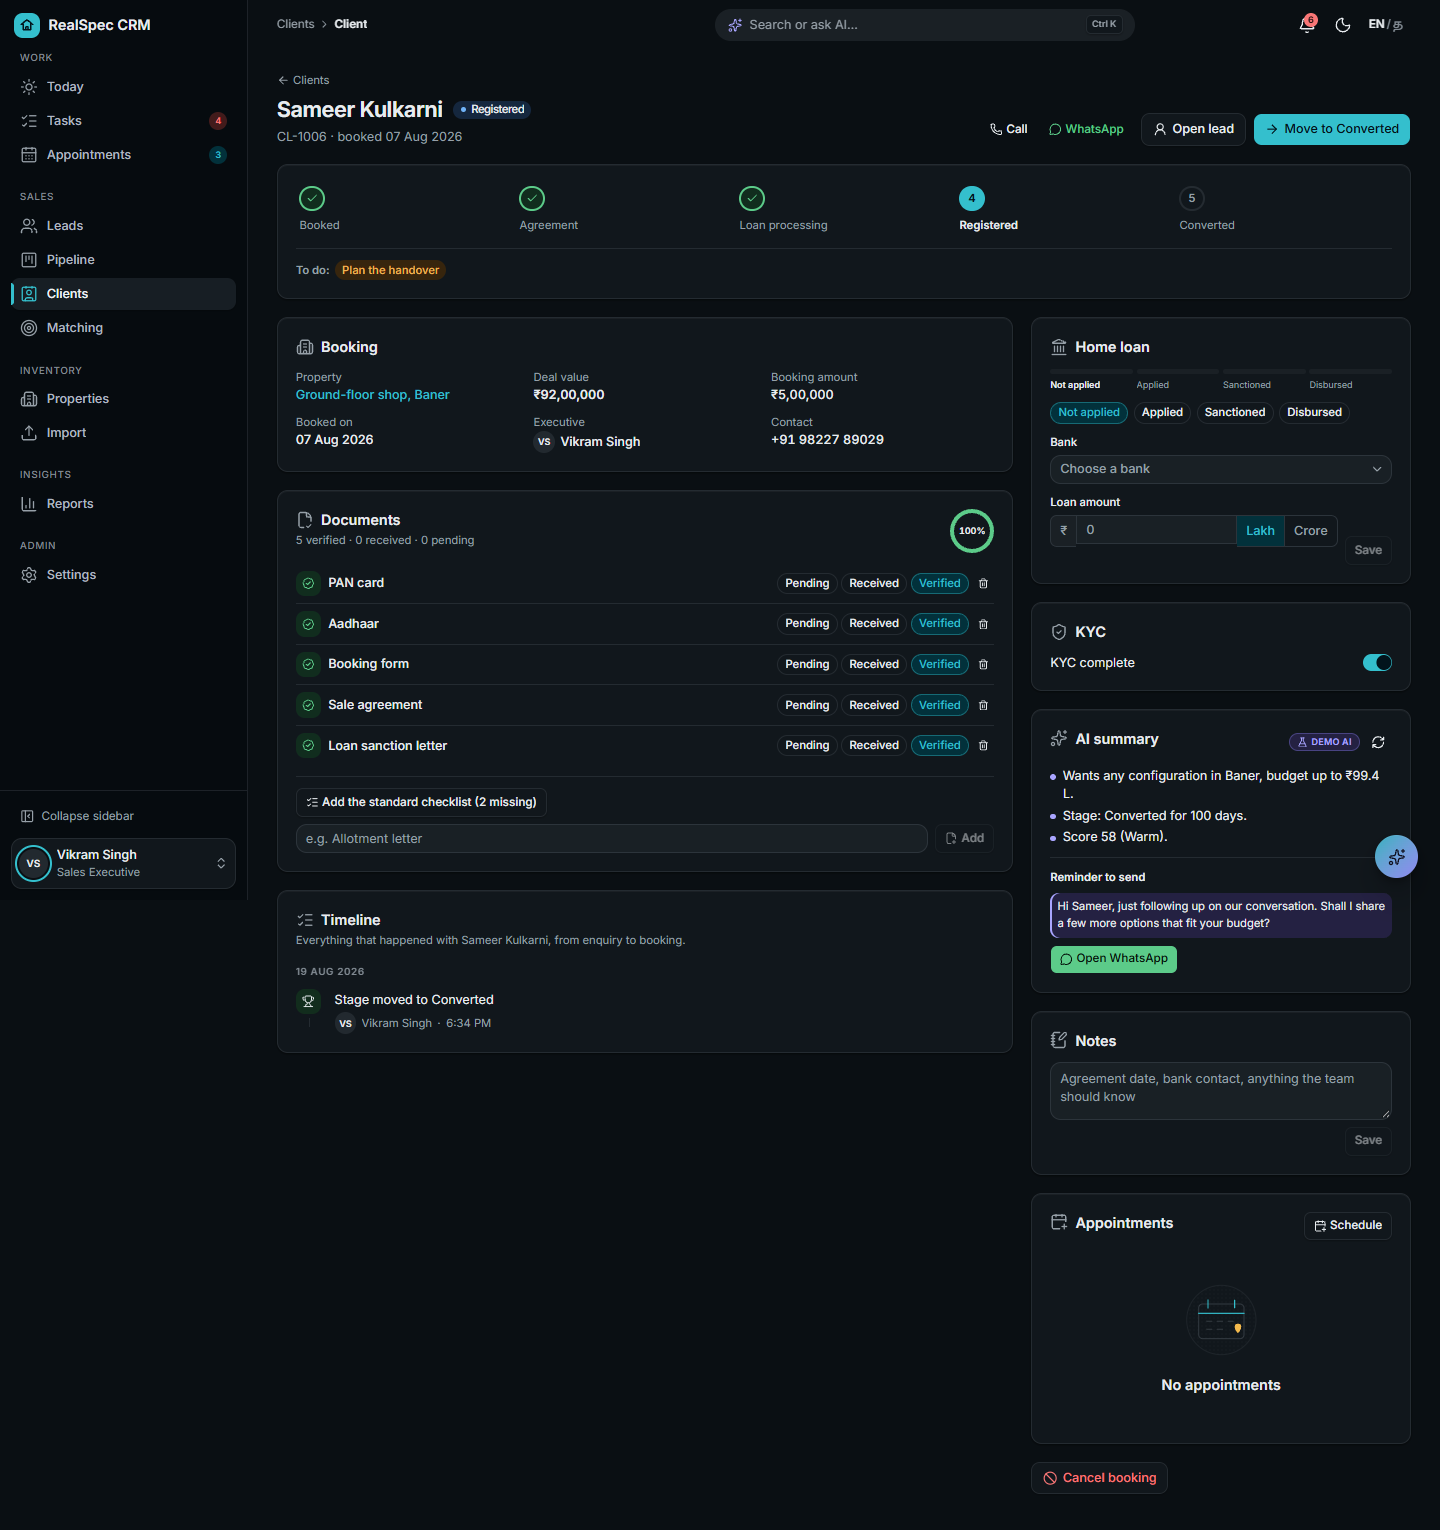 RealSpec CRM
WORK
Today
Tasks
4
Appointments
3
SALES
Leads
Pipeline
Clients
Matching
INVENTORY
Properties
Import
INSIGHTS
Reports
ADMIN
Settings
Collapse sidebar
VS
Vikram Singh
Sales Executive
Clients > Client
Search or ask AI...
Ctrl K
6
EN / த
← Clients
Sameer Kulkarni
Registered
CL-1006 · booked 07 Aug 2026
Call
WhatsApp
Open lead
Move to Converted
Booked
Agreement
Loan processing
4
Registered
5
Converted
To do: Plan the handover
Booking
Property
Deal value
Booking amount
Ground-floor shop, Baner
₹92,00,000
₹5,00,000
Booked on
Executive
Contact
07 Aug 2026
VS Vikram Singh
+91 98227 89029
Documents
5 verified · 0 received · 0 pending
100%
PAN card
Pending Received Verified
Aadhaar
Pending Received Verified
Booking form
Pending Received Verified
Sale agreement
Pending Received Verified
Loan sanction letter
Pending Received Verified
Add the standard checklist (2 missing)
e.g. Allotment letter
Add
Timeline
Everything that happened with Sameer Kulkarni, from enquiry to booking.
19 AUG 2026
Stage moved to Converted
VS Vikram Singh · 6:34 PM
Home loan
Not applied Applied Sanctioned Disbursed
Not applied Applied Sanctioned Disbursed
Bank
Choose a bank
Loan amount
₹ 0 Lakh Crore
Save
KYC
KYC complete
AI summary
DEMO AI
Wants any configuration in Baner, budget up to ₹99.4
L.
Stage: Converted for 100 days.
Score 58 (Warm).
Reminder to send
Hi Sameer, just following up on our conversation. Shall I share
a few more options that fit your budget?
Open WhatsApp
Notes
Agreement date, bank contact, anything the team
should know
Save
Appointments
Schedule
No appointments
Cancel booking